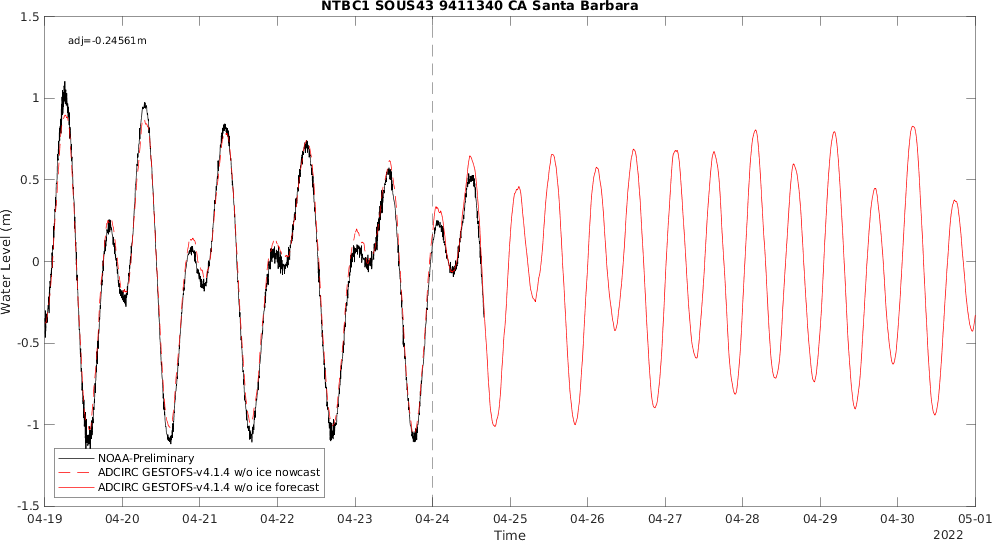 NTBC1 SOUS43 9411340 CA Santa Barbara
1.5
adj=-0.24561m
1
0.5
0
-0.5
-1
-1.5
Water Level (m)
NOAA-Preliminary
ADCIRC GESTOFS-v4.1.4 w/o ice nowcast
ADCIRC GESTOFS-v4.1.4 w/o ice forecast
04-19 04-20 04-21 04-22 04-23 04-24 04-25 04-26 04-27 04-28 04-29 04-30 05-01
Time
2022